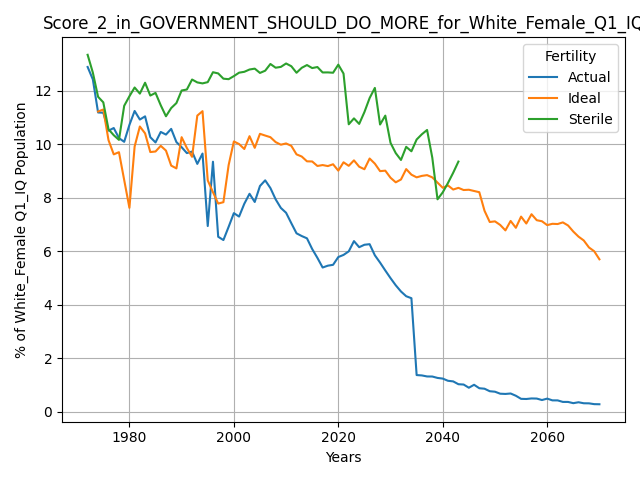 Score_2_in_GOVERNMENT_SHOULD_DO_MORE_for_White_Female_Q1_IQ
Fertility
Actual
Ideal
Sterile
% of White_Female Q1_IQ Population
12
10
8
6
4
2
0
1980 2000 2020 2040 2060
Years